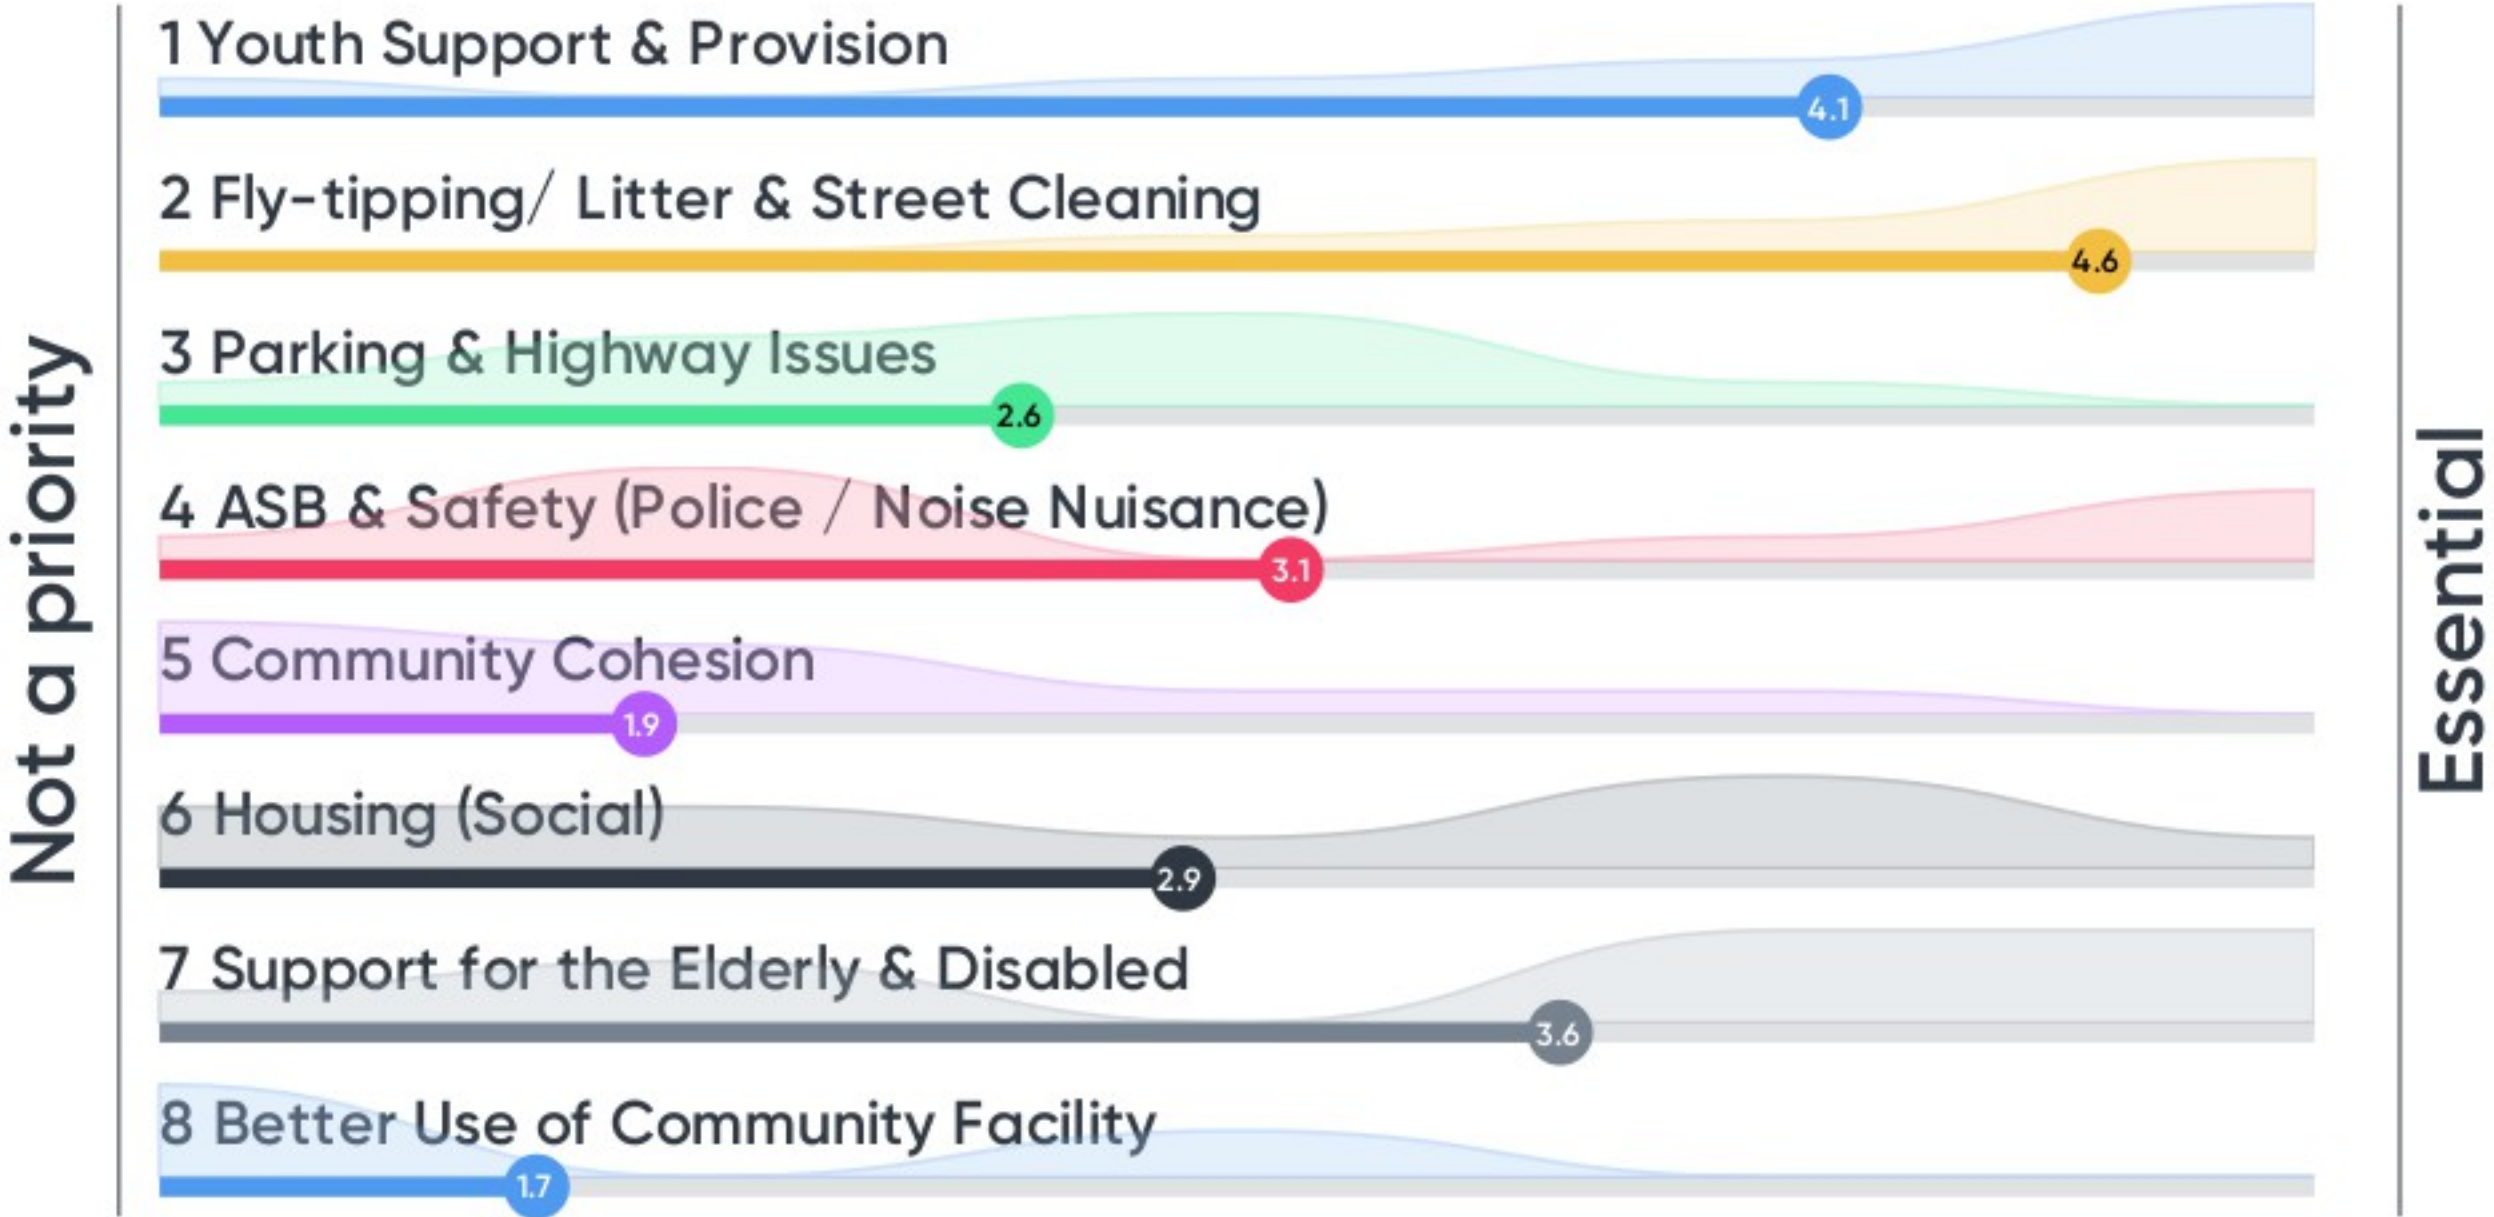 1 Youth Support & Provision
4.1
2 Fly-tipping/ Litter & Street Cleaning
4.6
3 Parking & Highway Issues
2.6
4 ASB & Safety (Police / Noise Nuisance)
3.1
5 Community Cohesion
1.9
6 Housing (Social)
2.9
7 Support for the Elderly & Disabled
3.6
8 Better Use of Community Facility
1.7
Not a priority
Essential